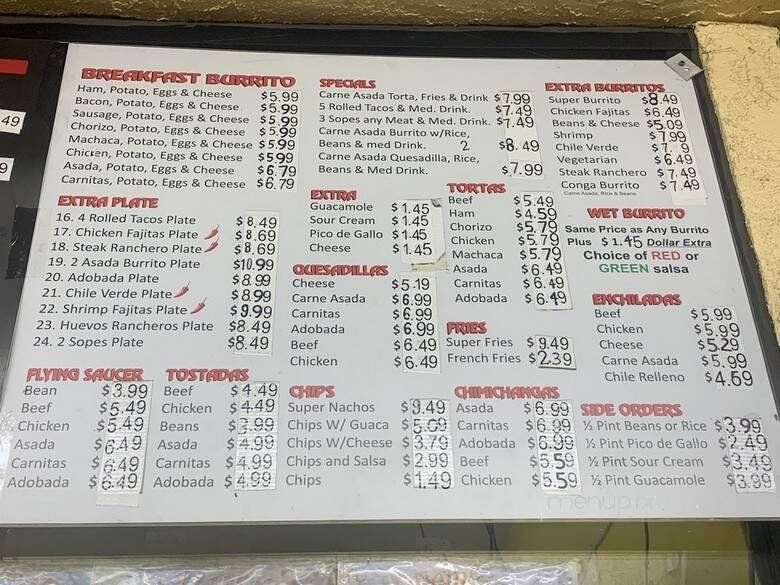 49
9
BREAKFAST BURRITO
Ham, Potato, Eggs & Cheese $5.99
Bacon, Potato, Eggs & Cheese $5.99
Sausage, Potato, Eggs & Cheese $5.99
Chorizo, Potato, Eggs & Cheese $5.99
Machaca, Potato, Eggs & Cheese $5.99
Chicken, Potato, Eggs & Cheese $5.99
Asada, Potato, Eggs & Cheese $6.79
Carnitas, Potato, Eggs & Cheese $6.79
SPECIALS
Carne Asada Torta, Fries & Drink $7.99
5 Rolled Tacos & Med. Drink. $7.49
3 Sopes any Meat & Med. Drink. $7.49
Carne Asada Burrito w/Rice,
Beans & med Drink. 2 $8.49
Carne Asada Quesadilla, Rice,
Beans & Med Drink. $7.99
EXTRA BURRITOS
Super Burrito $8.49
Chicken Fajitas $6.49
Beans & Cheese $5.09
Shrimp $7.99
Chile Verde $7. 9
Vegetarian $6.49
Steak Ranchero $7.49
Conga Burrito $7.49
Carne Asada, Rice & Beans
EXTRA PLATE
16. 4 Rolled Tacos Plate $8.49
17. Chicken Fajitas Plate $8.69
18. Steak Ranchero Plate $8.69
19. 2 Asada Burrito Plate $10.99
20. Adobada Plate $8.99
21. Chile Verde Plate $8.99
22. Shrimp Fajitas Plate $9.99
23. Huevos Rancheros Plate $8.49
24. 2 Sopes Plate $8.49
EXTRA
Guacamole $1.45
Sour Cream $1.45
Pico de Gallo $1.45
Cheese $1.45
QUESADILLAS
Cheese $5.19
Carne Asada $6.99
Carnitas $6.99
Adobada $6.99
Beef $6.49
Chicken $6.49
TORTAS
Beef $5.49
Ham $4.59
Chorizo $5.79
Chicken $5.79
Machaca $5.79
Asada $6.49
Carnitas $6.49
Adobada $6.49
FRIES
Super Fries $9.49
French Fries $2.39
WET BURRITO
Same Price as Any Burrito
Plus $1.45 Dollar Extra
Choice of RED or
GREEN salsa
ENCHILADAS
Beef $5.99
Chicken $5.99
Cheese $5.29
Carne Asada $5.99
Chile Relleno $4.69
FLYING SAUCER
Bean $3.99
Beef $5.49
Chicken $5.49
Asada $6.49
Carnitas $6.49
Adobada $6.49
TOSTADAS
Beef $4.49
Chicken $4.49
Beans $3.99
Asada $4.99
Carnitas $4.99
Adobada $4.99
CHIPS
Super Nachos $9.49
Chips W/ Guaca $5.09
Chips W/Cheese $3.79
Chips and Salsa $2.99
Chips $1.49
CHIMICHANGAS
Asada $6.99
Carnitas $6.99
Adobada $6.99
Beef $5.59
Chicken $5.59
SIDE ORDERS
½ Pint Beans or Rice $3.99
½ Pint Pico de Gallo $2.49
½ Pint Sour Cream $3.49
½ Pint Guacamole $3.99
menupix